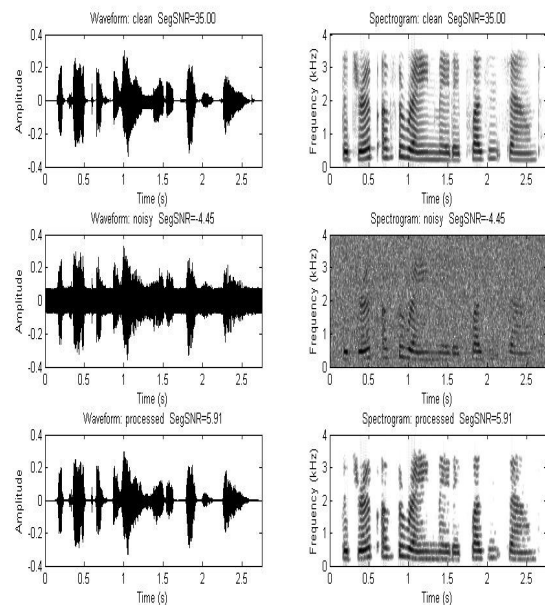 Waveform: clean SegSNR=35.00
Amplitude
0.4
0.2
0
-0.2
-0.4
0 0.5 1 1.5 2 2.5
Time (s)
Spectrogram: clean SegSNR=35.00
Frequency (kHz)
4
3
2
1
0
0 0.5 1 1.5 2 2.5
Time (s)
Waveform: noisy SegSNR=-4.45
Amplitude
0.4
0.2
0
-0.2
-0.4
0 0.5 1 1.5 2 2.5
Time (s)
Spectrogram: noisy SegSNR=-4.45
Frequency (kHz)
4
3
2
1
0
0 0.5 1 1.5 2 2.5
Time (s)
Waveform: processed SegSNR=5.91
Amplitude
0.4
0.2
0
-0.2
-0.4
0 0.5 1 1.5 2 2.5
Time (s)
Spectrogram: processed SegSNR=5.91
Frequency (kHz)
4
3
2
1
0
0 0.5 1 1.5 2 2.5
Time (s)